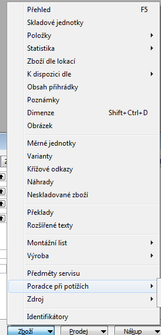 Přehled F5
Skladové jednotky
Položky
Statistika
Zboží dle lokací
K dispozici dle
Obsah přihrádky
Poznámky
Dimenze Shift+Ctrl+D
Obrázek
Měrné jednotky
Varianty
Křížové odkazy
Náhrady
Neskladované zboží
Překlady
Rozšířené texty
Montážní list
Výroba
Předměty servisu
Poradce při potížích
Zdroj
Identifikátory
Zboží Prodej Nákup